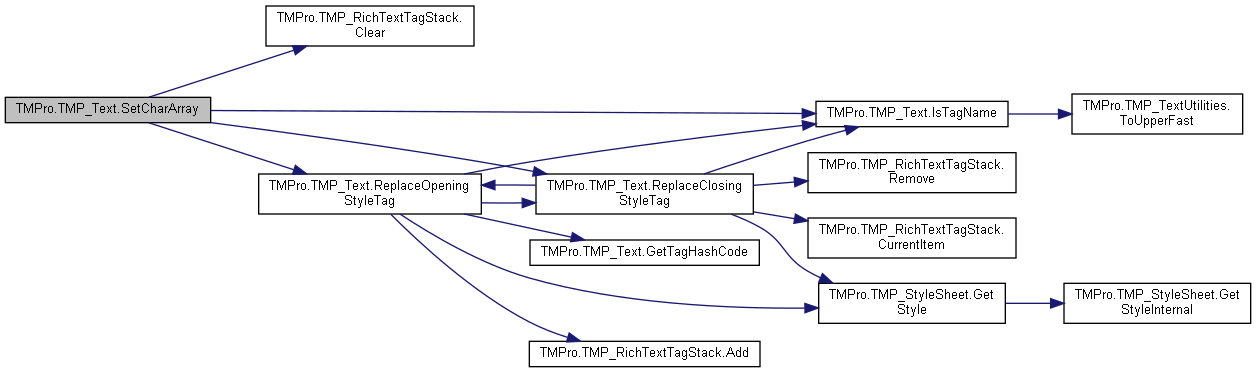 TMPro.TMP_RichTextTagStack.
Clear
TMPro.TMP_Text.SetCharArray
TMPro.TMP_Text.IsTagName
TMPro.TMP_TextUtilities.
ToUpperFast
TMPro.TMP_Text.ReplaceOpening
StyleTag
TMPro.TMP_Text.ReplaceClosing
StyleTag
TMPro.TMP_RichTextTagStack.
Remove
TMPro.TMP_RichTextTagStack.
CurrentItem
TMPro.TMP_Text.GetTagHashCode
TMPro.TMP_StyleSheet.Get
Style
TMPro.TMP_StyleSheet.Get
StyleInternal
TMPro.TMP_RichTextTagStack.Add